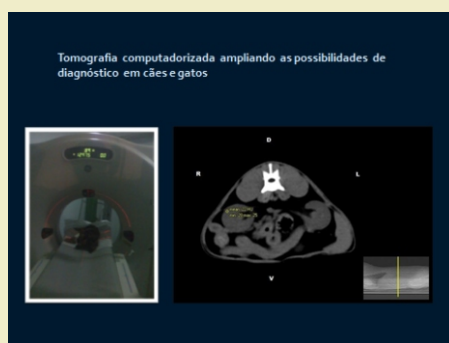 Tomografia computadorizada ampliando as possibilidades de
diagnóstico em cães e gatos
D
R
L
V